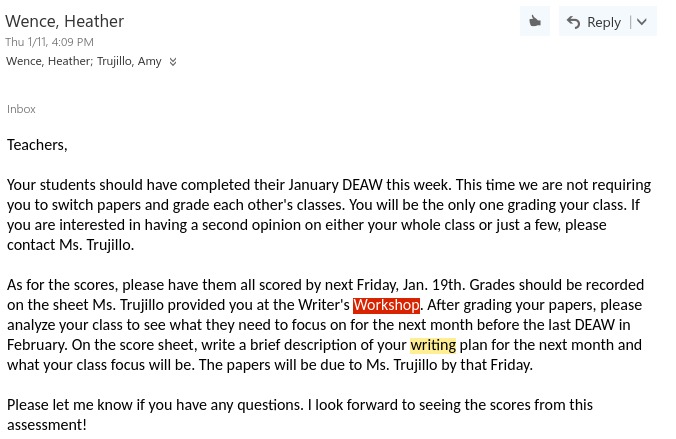 Wence, Heather
Reply
Thu 1/11, 4:09 PM
Wence, Heather; Trujillo, Amy
Inbox
Teachers,
Your students should have completed their January DEAW this week. This time we are not requiring
you to switch papers and grade each other's classes. You will be the only one grading your class. If
you are interested in having a second opinion on either your whole class or just a few, please
contact Ms. Trujillo.
As for the scores, please have them all scored by next Friday, Jan. 19th. Grades should be recorded
on the sheet Ms. Trujillo provided you at the Writer's Workshop. After grading your papers, please
analyze your class to see what they need to focus on for the next month before the last DEAW in
February. On the score sheet, write a brief description of your writing plan for the next month and
what your class focus will be. The papers will be due to Ms. Trujillo by that Friday.
Please let me know if you have any questions. I look forward to seeing the scores from this
assessment!